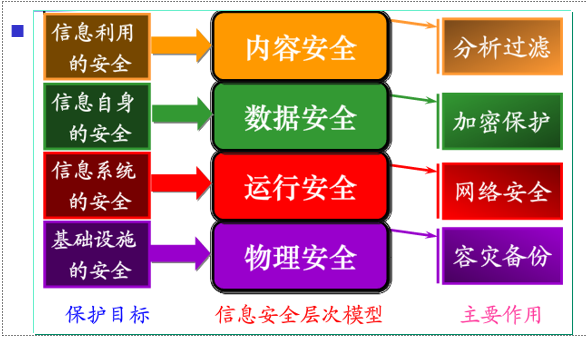 信息利用
的安全
内容安全
分析过滤
信息自身
的安全
数据安全
加密保护
信息系统
的安全
运行安全
网络安全
基础设施
的安全
物理安全
容灾备份
保护目标
信息安全层次模型
主要作用